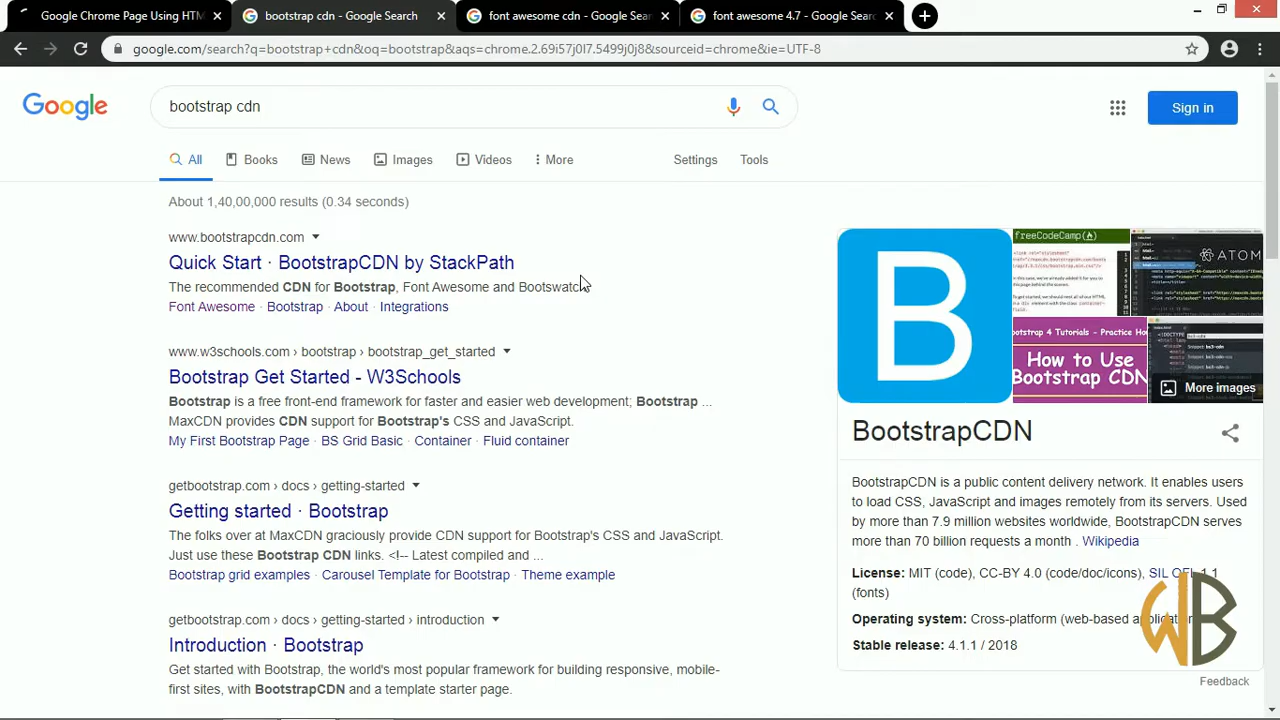 Google Chrome Page Using HTM
bootstrap cdn - Google Search
font awesome cdn - Google Sear
font awesome 4.7 - Google Searc
google.com/search?q=bootstrap+cdn&oq=bootstrap&aqs=chrome.2.69i57j0l7.5499j0j8&sourceid=chrome&ie=UTF-8
Google
bootstrap cdn
Sign in
All
Books
News
Images
Videos
More
Settings
Tools
About 1,40,00,000 results (0.34 seconds)
www.bootstrapcdn.com
Quick Start · BootstrapCDN by StackPath
The recommended CDN for Bootstrap, Font Awesome and Bootswatch.
Font Awesome · Bootstrap · About · Integrations
www.w3schools.com › bootstrap › bootstrap_get_started
Bootstrap Get Started - W3Schools
Bootstrap is a free front-end framework for faster and easier web development; Bootstrap ...
MaxCDN provides CDN support for Bootstrap's CSS and JavaScript.
My First Bootstrap Page · BS Grid Basic · Container · Fluid container
getbootstrap.com › docs › getting-started
Getting started · Bootstrap
The folks over at MaxCDN graciously provide CDN support for Bootstrap's CSS and JavaScript.
Just use these Bootstrap CDN links. <!-- Latest compiled and ...
Bootstrap grid examples · Carousel Template for Bootstrap · Theme example
getbootstrap.com › docs › getting-started › introduction
Introduction · Bootstrap
Get started with Bootstrap, the world's most popular framework for building responsive, mobile-
first sites, with BootstrapCDN and a template starter page.
B
freeCodeCamp(🔥)
ATOM
Bootstrap 4 Tutorials - Practice Ho
How to Use
Bootstrap CDN
More images
BootstrapCDN
BootstrapCDN is a public content delivery network. It enables users
to load CSS, JavaScript and images remotely from its servers. Used
by more than 7.9 million websites worldwide, BootstrapCDN serves
more than 70 billion requests a month . Wikipedia
License: MIT (code), CC-BY 4.0 (code/doc/icons), SIL OFL 1.1
(fonts)
Operating system: Cross-platform (web-based application)
Stable release: 4.1.1 / 2018
WB
Feedback